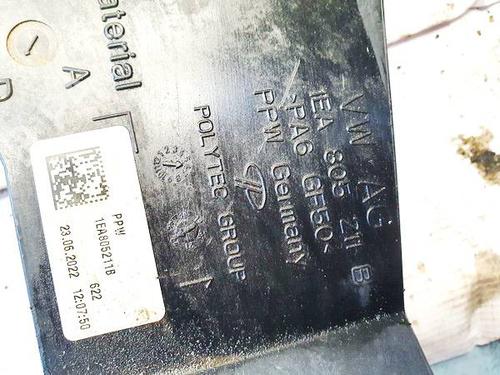 aterial
A
VW AG
1EA 805 211 B
>PA6 GF50<
PPW Germany
POLYTEC GROUP
PPW
1EA805211B
622
23.06.2022 12:07:50